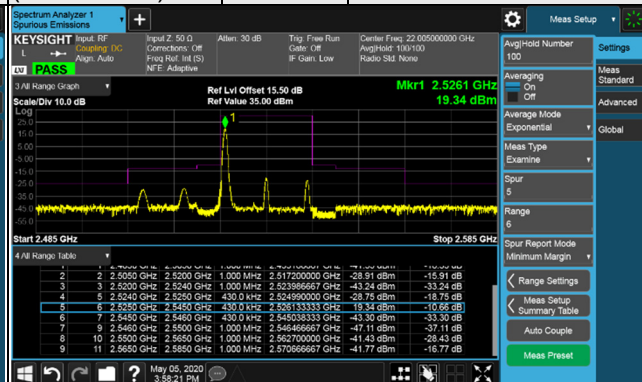 Spectrum Analyzer 1
Spurious Emissions
Meas Setup
KEYSIGHT Input: RF
Coupling: DC
Align: Auto
Input Z: 50 Ω
Corrections: Off
Freq Ref: Int (S)
NFE: Adaptive
Atten: 30 dB
Trig: Free Run
Gate: Off
IF Gain: Low
Center Freq: 22.005000000 GHz
Avg|Hold: 100/100
Radio Std: None
L
LVI PASS
3 All Range Graph
Scale/Div 10.0 dB
Ref Lvl Offset 15.50 dB
Ref Value 35.00 dBm
Mkr1 2.5261 GHz
19.34 dBm
Log
25.0
15.0
5.00
-5.00
-15.0
-25.0
-35.0
-45.0
-55.0
1
Start 2.485 GHz
Stop 2.585 GHz
4 All Range Table
2 2 2.5050 GHz 2.5200 GHz 1.000 MHz 2.517200000 GHz -28.91 dBm -15.91 dB
3 3 2.5200 GHz 2.5240 GHz 1.000 MHz 2.523986667 GHz -43.24 dBm -33.24 dB
4 5 2.5240 GHz 2.5250 GHz 430.0 kHz 2.524990000 GHz -28.75 dBm -18.75 dB
5 6 2.5250 GHz 2.5450 GHz 430.0 kHz 2.526133333 GHz 19.34 dBm -10.66 dB
6 7 2.5450 GHz 2.5460 GHz 430.0 kHz 2.545038333 GHz -43.30 dBm -33.30 dB
7 9 2.5460 GHz 2.5500 GHz 1.000 MHz 2.546466667 GHz -47.11 dBm -37.11 dB
8 10 2.5500 GHz 2.5650 GHz 1.000 MHz 2.562700000 GHz -41.43 dBm -28.43 dB
9 11 2.5650 GHz 2.5850 GHz 1.000 MHz 2.570666667 GHz -41.77 dBm -16.77 dB
May 05, 2020
3:58:21 PM
Avg|Hold Number
100
Averaging
On
Off
Average Mode
Exponential
Meas Type
Examine
Spur
5
Range
6
Spur Report Mode
Minimum Margin
Range Settings
Meas Setup
Summary Table
Auto Couple
Meas Preset
Settings
Meas
Standard
Advanced
Global